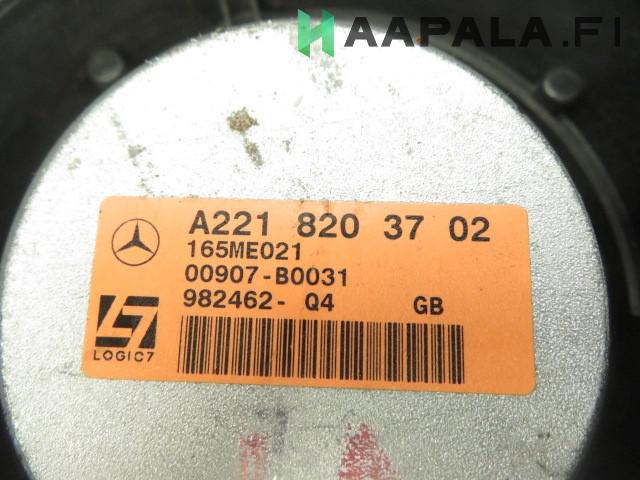 HAAPALA.FI
A221 820 37 02
165ME021
00907-B0031
982462- Q4 GB
LOGIC7